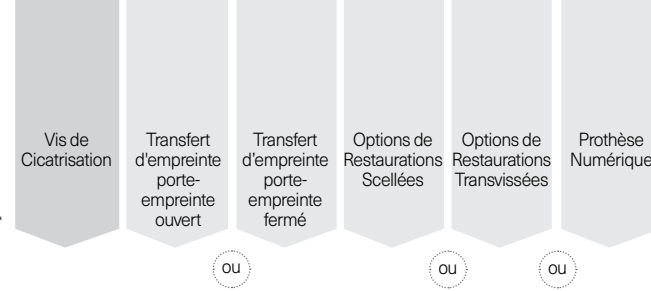 Vis de
Cicatrisation
Transfert
d'empreinte
porte-
empreinte
ouvert
Transfert
d'empreinte
porte-
empreinte
fermé
Options de
Restaurations
Scellées
Options de
Restaurations
Transvissées
Prothèse
Numérique
ou
ou
ou